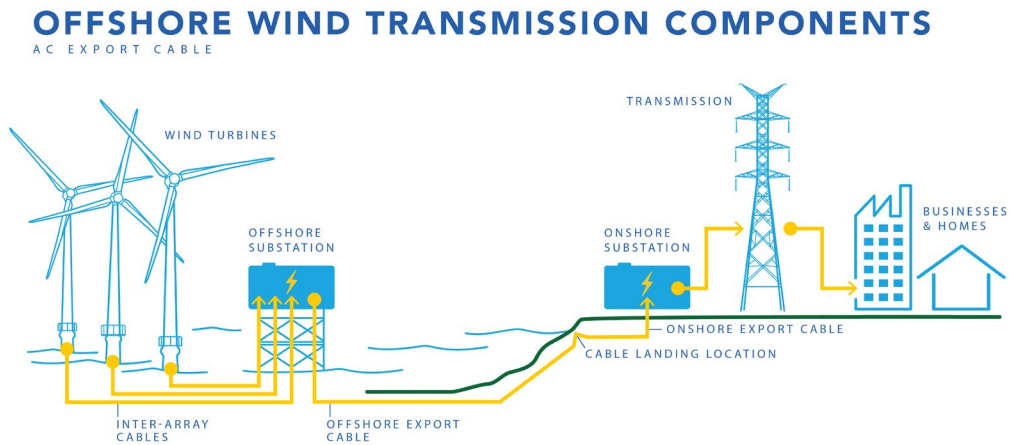 OFFSHORE WIND TRANSMISSION COMPONENTS
AC EXPORT CABLE
TRANSMISSION
WIND TURBINES
BUSINESSES
& HOMES
OFFSHORE
SUBSTATION
ONSHORE
SUBSTATION
ONSHORE EXPORT CABLE
CABLE LANDING LOCATION
INTER-ARRAY
CABLES
OFFSHORE EXPORT
CABLE